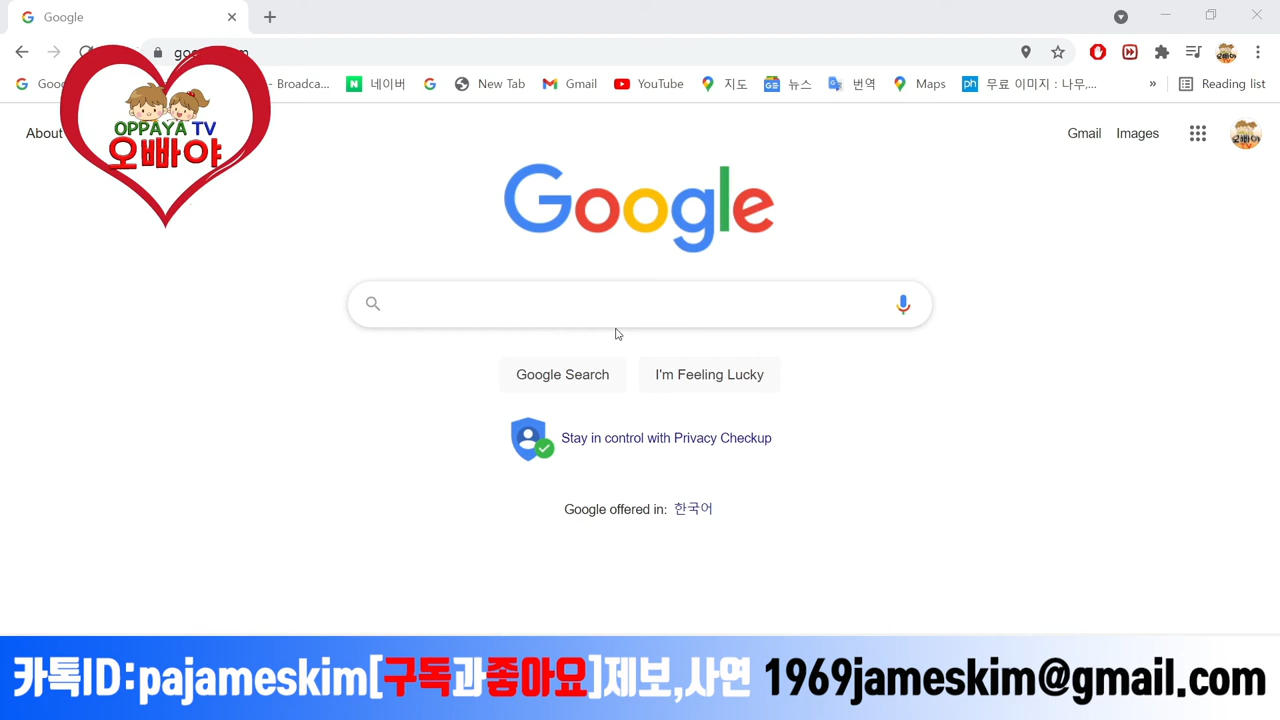 Google
Goo
- Broadca...
네이버
New Tab
Gmail
YouTube
지도
뉴스
번역
Maps
무료 이미지 : 나무,...
»
Reading list
About
OPPAYA TV
오빠야
Gmail
Images
Google
Google Search
I'm Feeling Lucky
Stay in control with Privacy Checkup
Google offered in: 한국어
카톡ID:pajameskim[구독과좋아요]제보,사연 1969jameskim@gmail.com